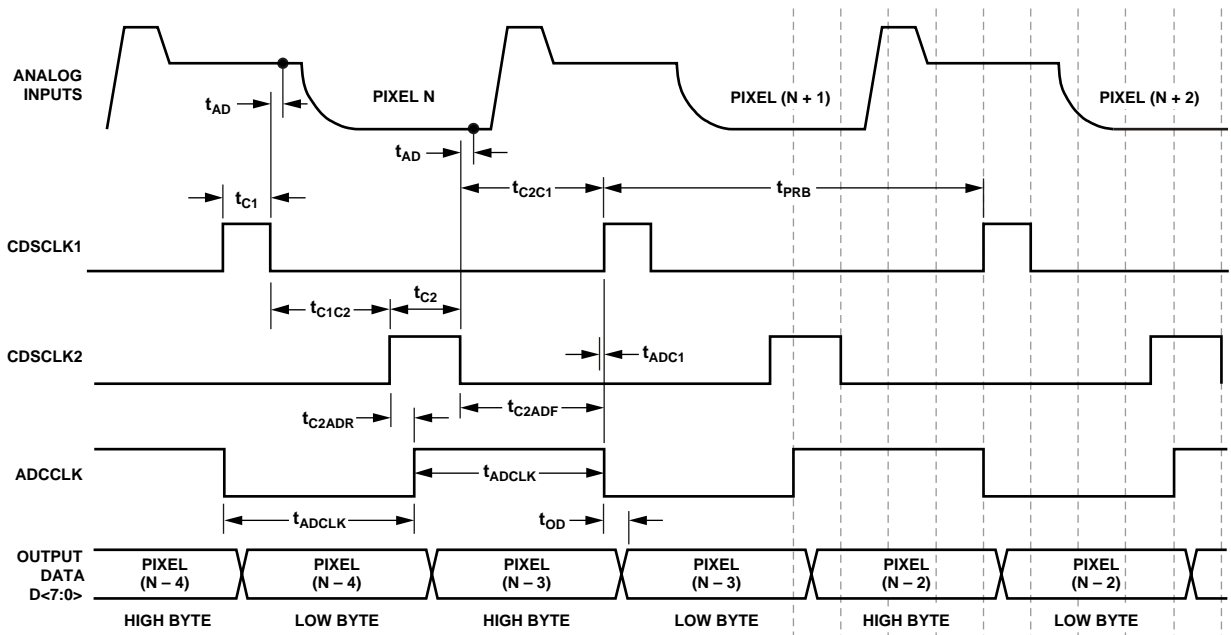 ANALOG
INPUTS
PIXEL N
PIXEL (N + 1)
PIXEL (N + 2)
tAD
tAD
tC1
tC2C1
tPRB
CDSCLK1
tC1C2
tC2
CDSCLK2
tADC1
tC2ADR
tC2ADF
ADCCLK
tADCLK
tADCLK
tOD
OUTPUT
DATA
D<7:0>
PIXEL
(N – 4)
PIXEL
(N – 4)
PIXEL
(N – 3)
PIXEL
(N – 3)
PIXEL
(N – 2)
PIXEL
(N – 2)
HIGH BYTE
LOW BYTE
HIGH BYTE
LOW BYTE
HIGH BYTE
LOW BYTE